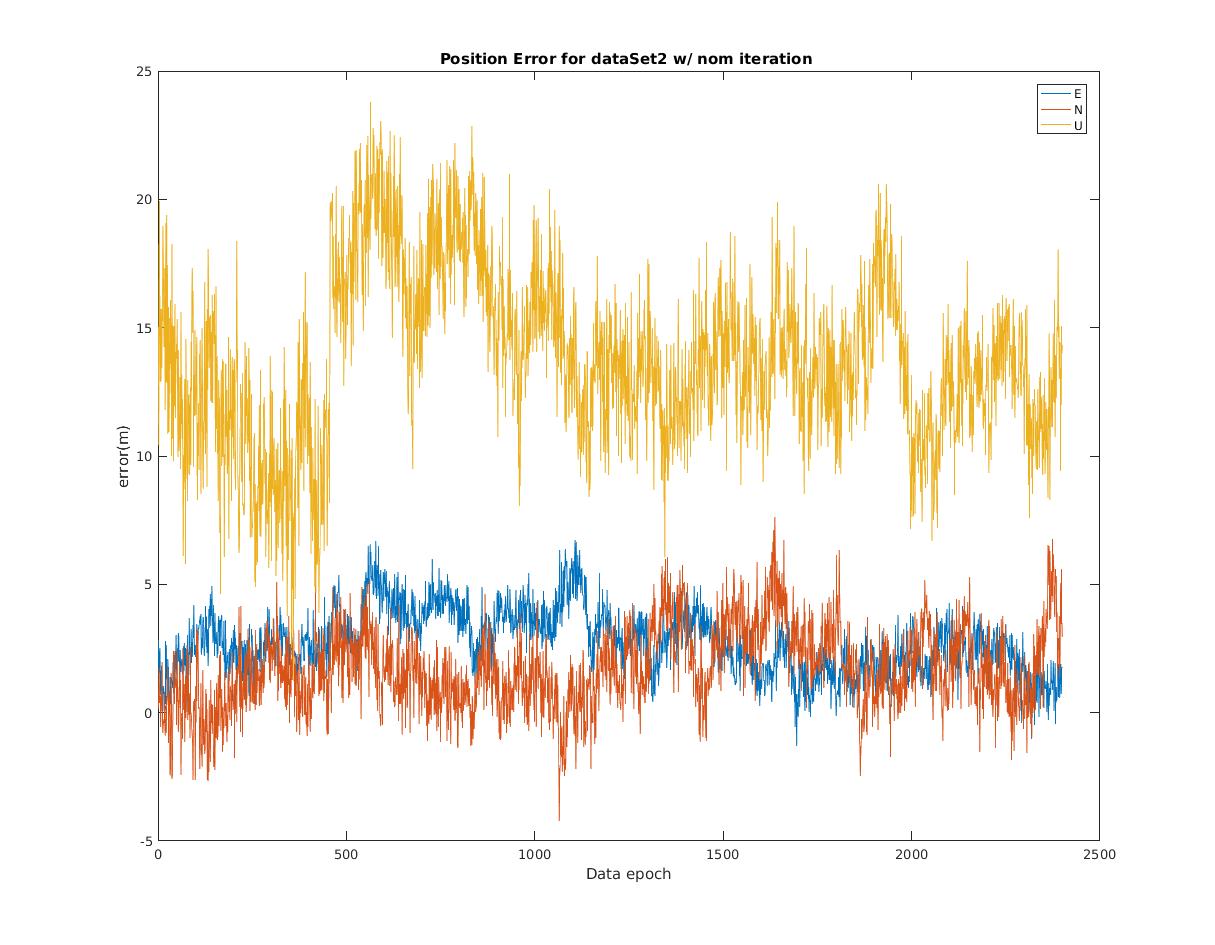 Position Error for dataSet2 w/ nom iteration
25
20
15
10
5
0
-5
error(m)
E
N
U
0 500 1000 1500 2000 2500
Data epoch